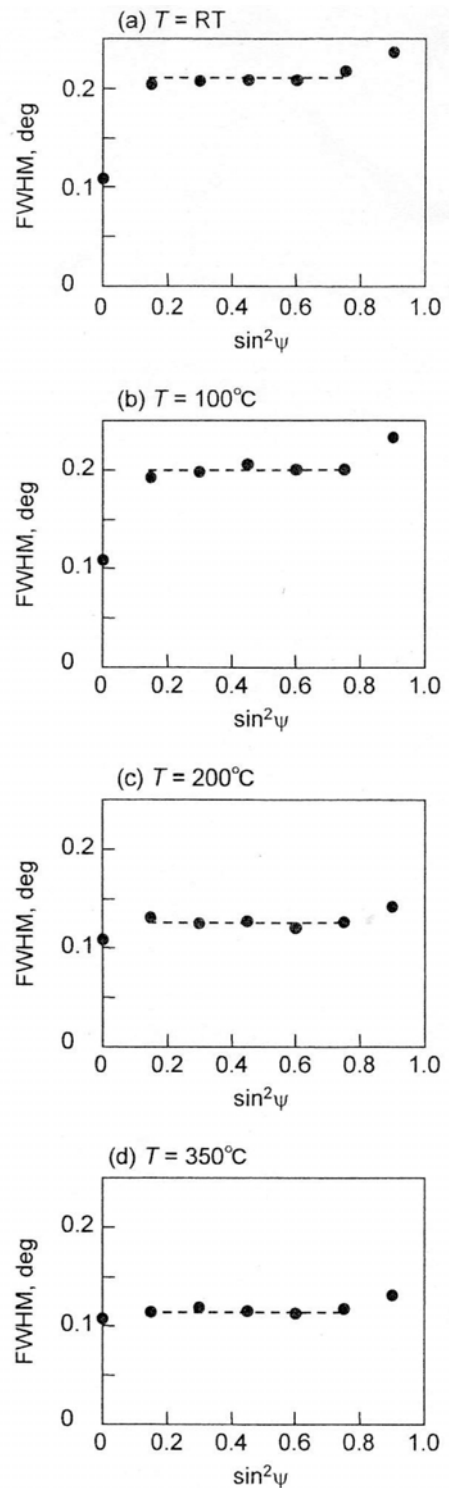 (a) T = RT
FWHM, deg
0.2
0.1
0
0 0.2 0.4 0.6 0.8 1.0
sin²ψ
(b) T = 100°C
FWHM, deg
0.2
0.1
0
0 0.2 0.4 0.6 0.8 1.0
sin²ψ
(c) T = 200°C
FWHM, deg
0.2
0.1
0
0 0.2 0.4 0.6 0.8 1.0
sin²ψ
(d) T = 350°C
FWHM, deg
0.2
0.1
0
0 0.2 0.4 0.6 0.8 1.0
sin²ψ